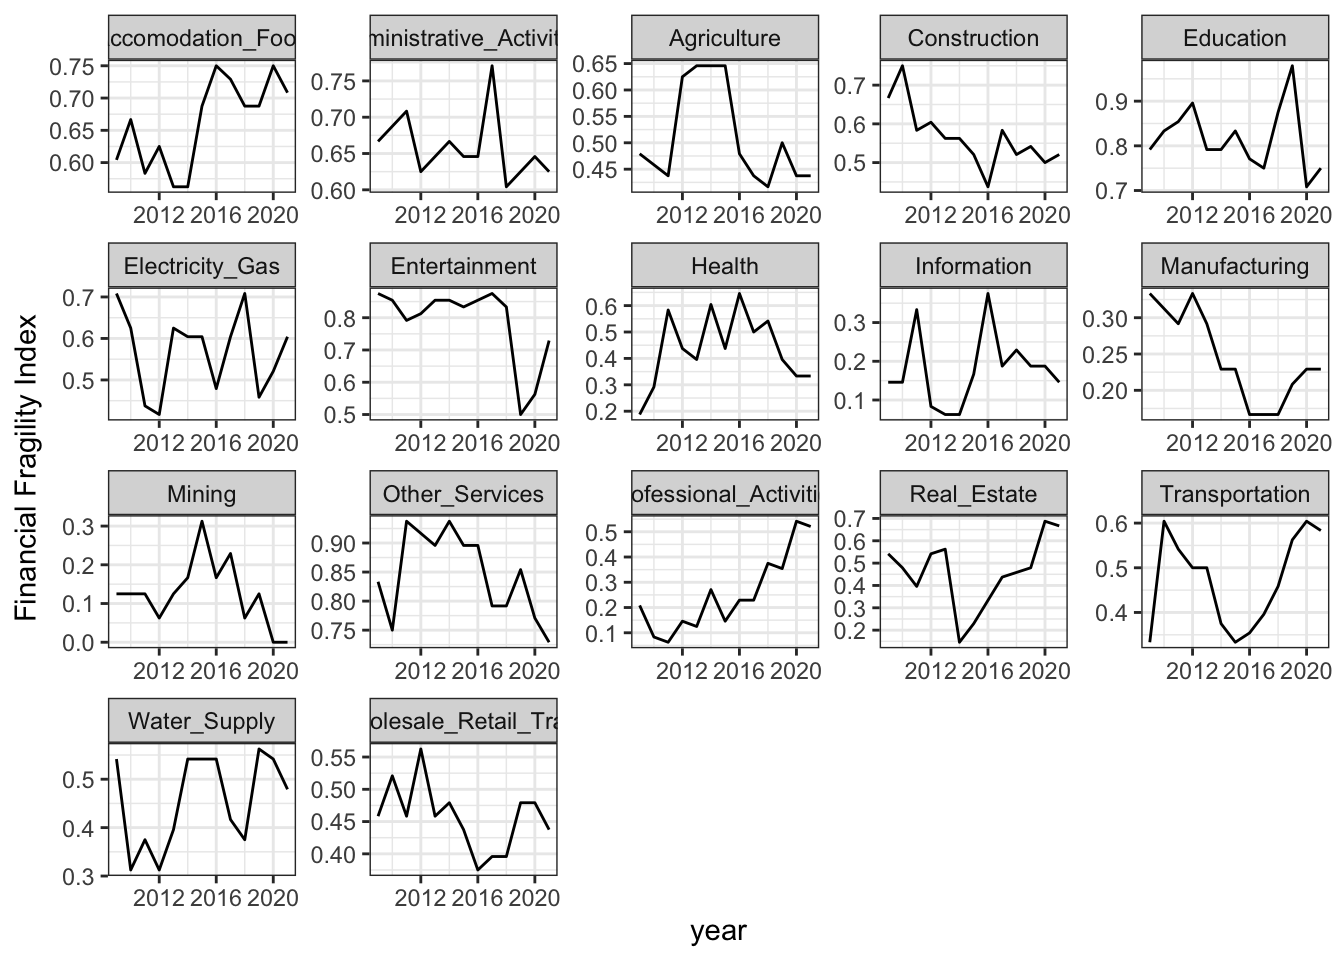 ccomodation_Foo
ministrative_Activit
Agriculture
Construction
Education
0.75
0.70
0.65
0.60
0.75
0.70
0.65
0.60
0.65
0.60
0.55
0.50
0.45
0.7
0.6
0.5
0.9
0.8
0.7
2012 2016 2020
2012 2016 2020
2012 2016 2020
2012 2016 2020
2012 2016 2020
Electricity_Gas
Entertainment
Health
Information
Manufacturing
0.7
0.6
0.5
0.8
0.7
0.6
0.5
0.6
0.5
0.4
0.3
0.2
0.3
0.2
0.1
0.30
0.25
0.20
2012 2016 2020
2012 2016 2020
2012 2016 2020
2012 2016 2020
2012 2016 2020
Financial Fragility Index
Mining
Other_Services
ofessional_Activiti
Real_Estate
Transportation
0.3
0.2
0.1
0.0
0.90
0.85
0.80
0.75
0.5
0.4
0.3
0.2
0.1
0.7
0.6
0.5
0.4
0.3
0.2
0.6
0.5
0.4
2012 2016 2020
2012 2016 2020
2012 2016 2020
2012 2016 2020
2012 2016 2020
Water_Supply
olesale_Retail_Tra
0.5
0.4
0.3
0.55
0.50
0.45
0.40
2012 2016 2020
2012 2016 2020
year